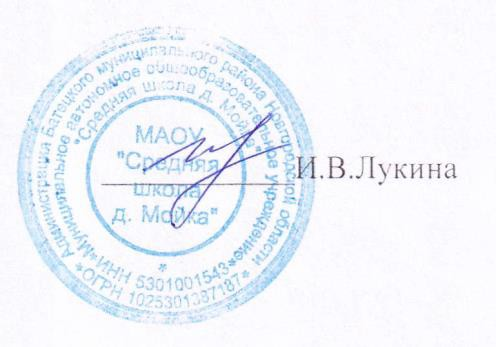 Администрация Батецкого муниципального района Новгородской области
"Муниципальное автономное общеобразовательное учреждение
"Средняя школа д. Мойка"
*ИНН 5301001543*
*ОГРН 1025301387187*
МАОУ
"Средняя
школа
д. Мойка"
*
И.В.Лукина